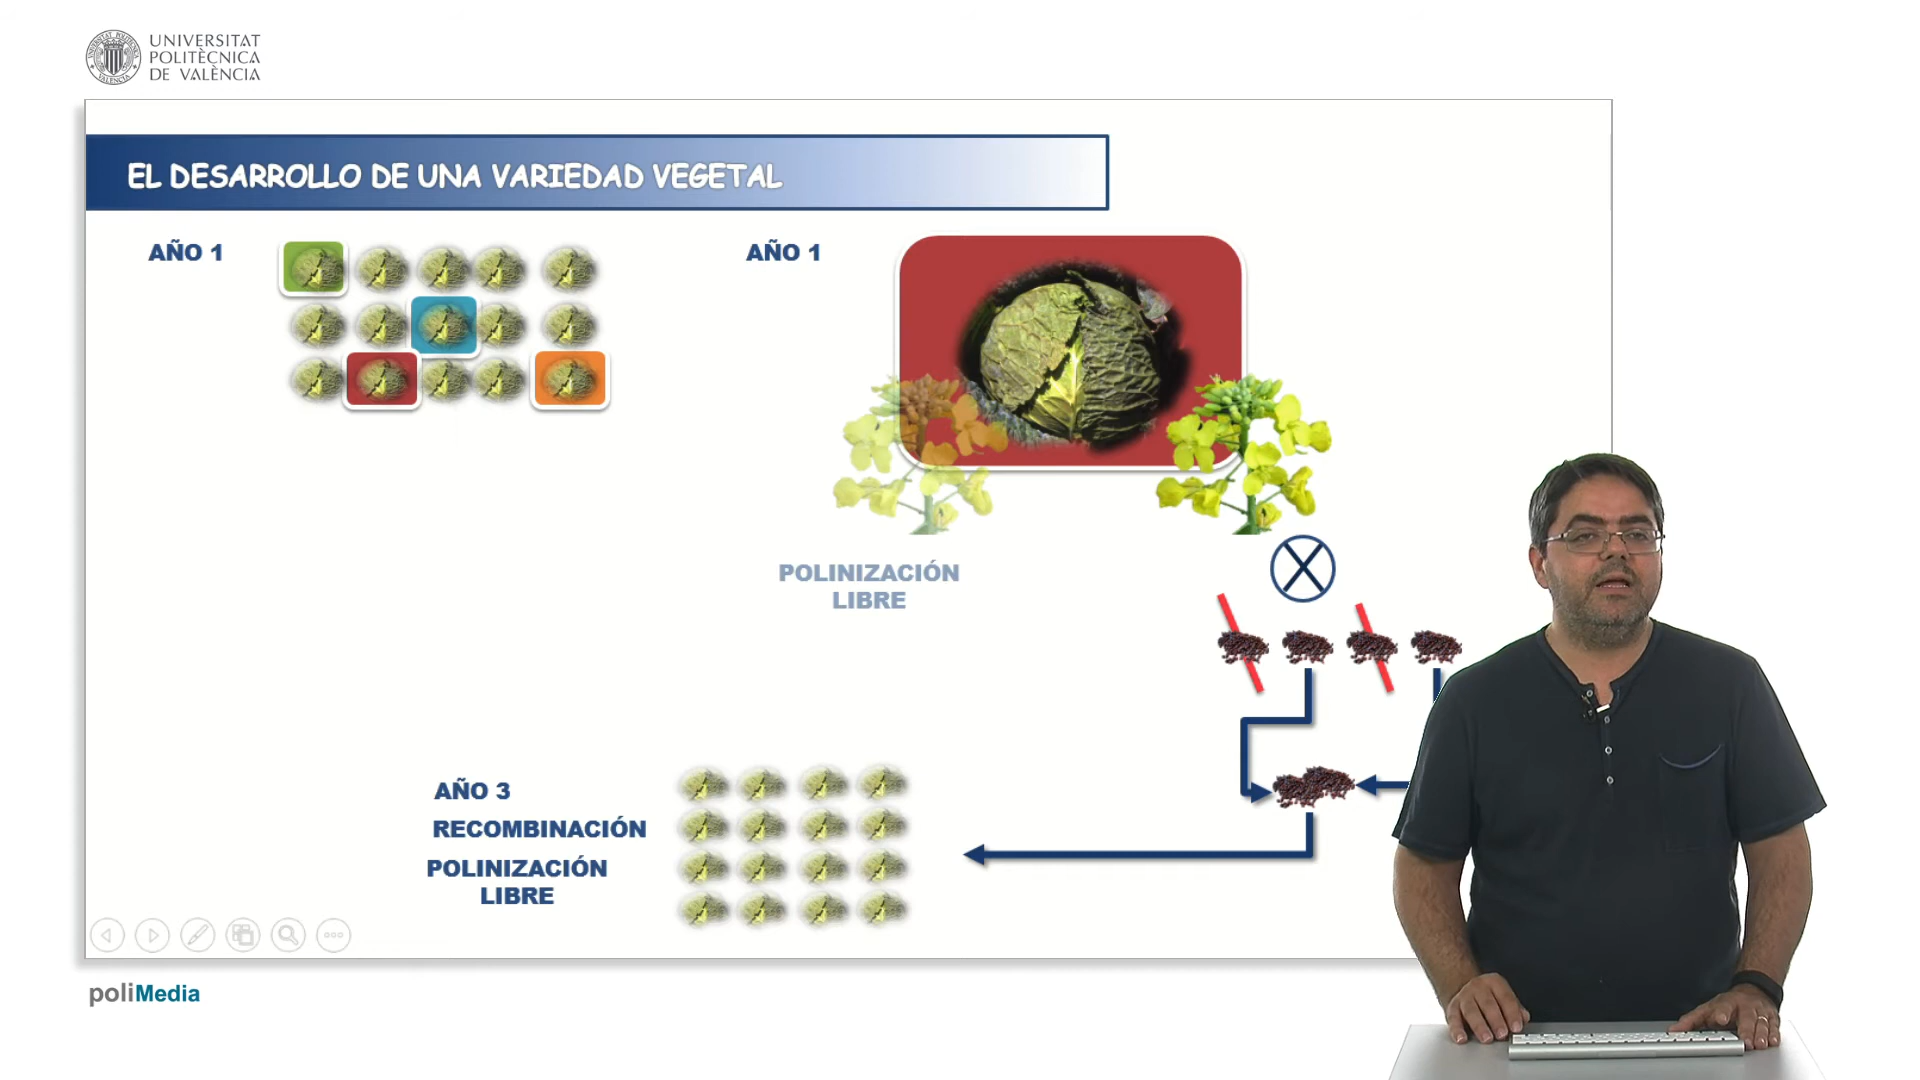 UNIVERSITAT
POLITÈCNICA
DE VALÈNCIA
EL DESARROLLO DE UNA VARIEDAD VEGETAL
AÑO 1
AÑO 1
POLINIZACIÓN
LIBRE
AÑO 3
RECOMBINACIÓN
POLINIZACIÓN
LIBRE
poliMedia